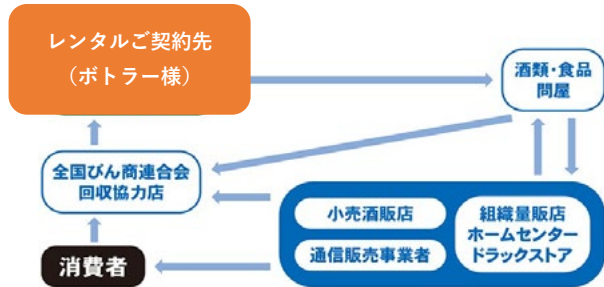 レンタルご契約先
（ボトラー様）
酒類・食品
問屋
全国びん商連合会
回収協力店
小売酒販店
通信販売事業者
組織量販店
ホームセンター
ドラックストア
消費者